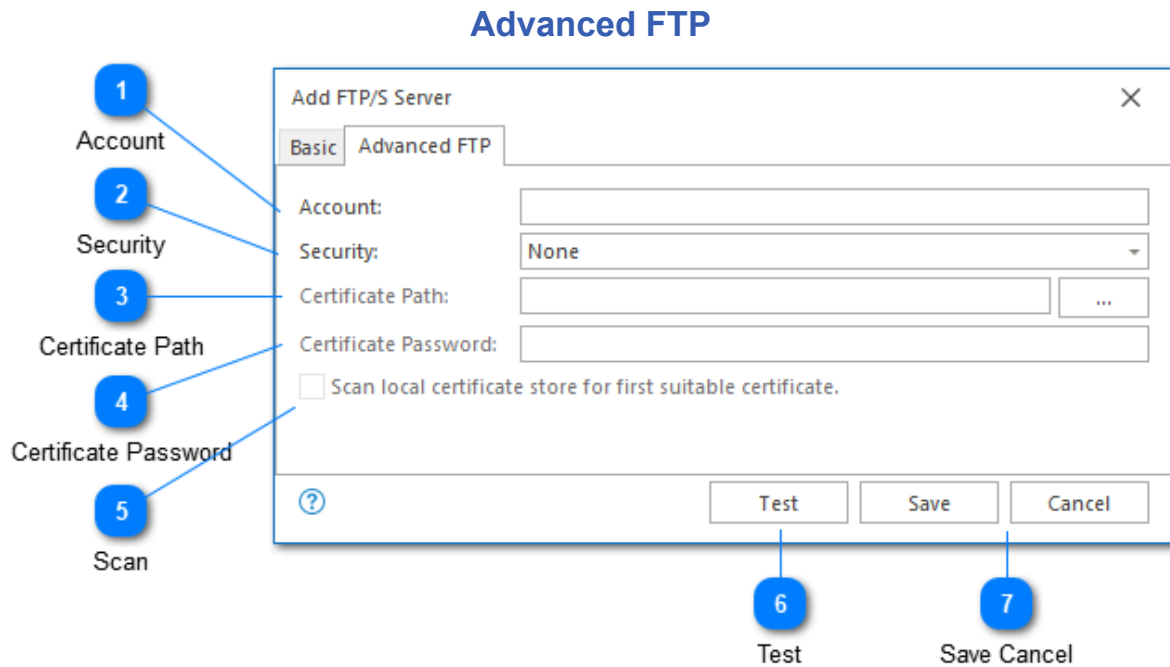 Advanced FTP
1
Account
2
Security
3
Certificate Path
4
Certificate Password
5
Scan
Add FTP/S Server
Basic
Advanced FTP
Account:
Security:
None
Certificate Path:
...
Certificate Password:
Scan local certificate store for first suitable certificate.
?
Test
Save
Cancel
6
Test
7
Save Cancel